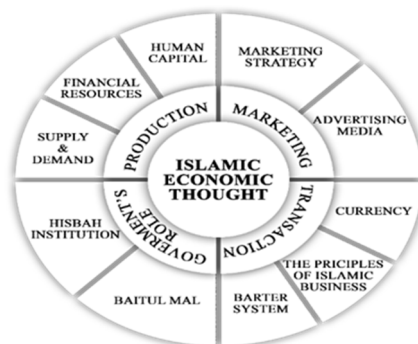 HUMAN
CAPITAL
MARKETING
STRATEGY
FINANCIAL
RESOURCES
ADVERTISING
MEDIA
SUPPLY
&
DEMAND
PRODUCTION
MARKETING
ISLAMIC
ECONOMIC
THOUGHT
GOVERMENT'S
ROLE
TRANSACTION
CURRENCY
HISBAH
INSTITUTION
THE PRICIPLES
OF ISLAMIC
BUSINESS
BAITUL MAL
BARTER
SYSTEM